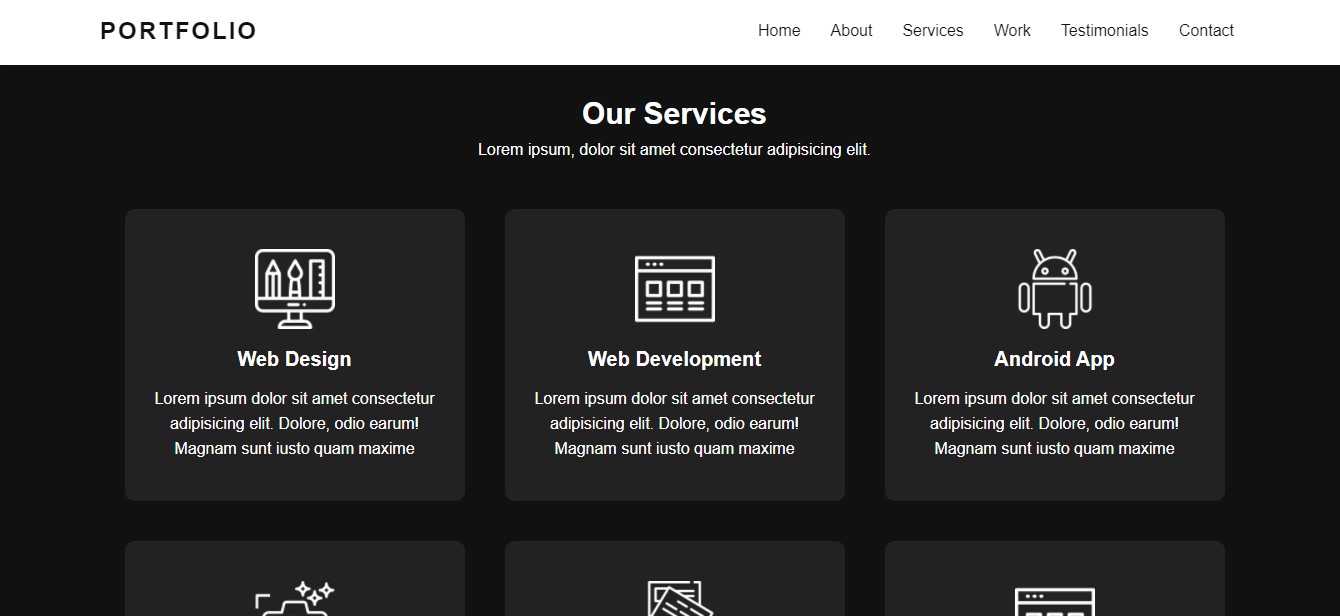 PORTFOLIO
Home About Services Work Testimonials Contact
Our Services
Lorem ipsum, dolor sit amet consectetur adipisicing elit.
Web Design
Lorem ipsum dolor sit amet consectetur
adipisicing elit. Dolore, odio earum!
Magnam sunt iusto quam maxime
Web Development
Lorem ipsum dolor sit amet consectetur
adipisicing elit. Dolore, odio earum!
Magnam sunt iusto quam maxime
Android App
Lorem ipsum dolor sit amet consectetur
adipisicing elit. Dolore, odio earum!
Magnam sunt iusto quam maxime